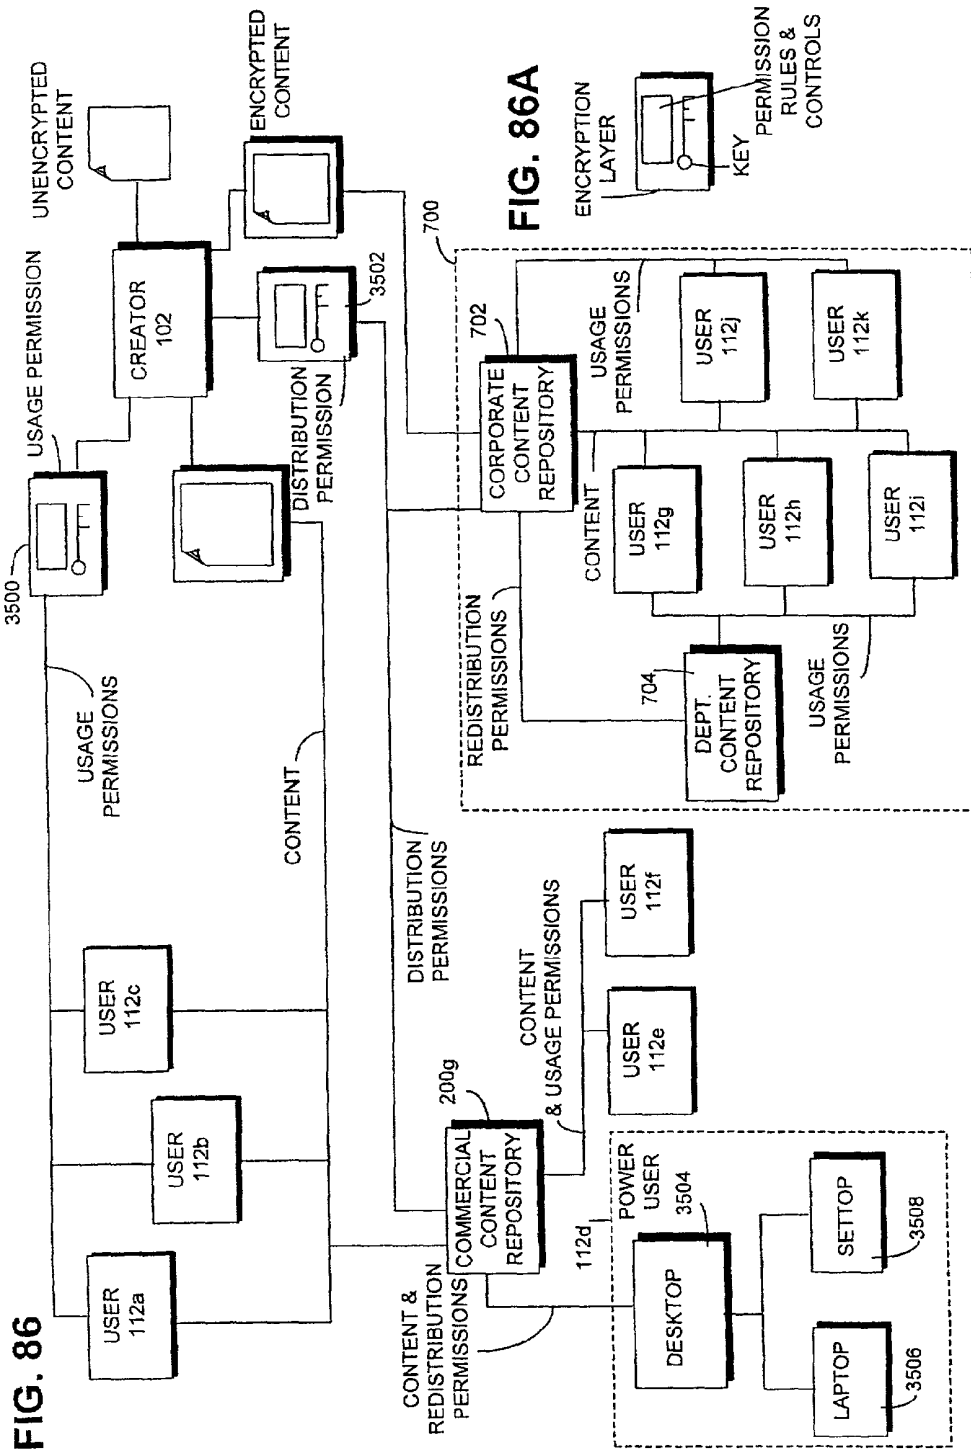 FIG. 86
3500
USAGE PERMISSION
UNENCRYPTED
CONTENT
CREATOR
102
ENCRYPTED
CONTENT
USAGE
PERMISSIONS
DISTRIBUTION
PERMISSION
3502
USER
112a
USER
112b
USER
112c
CONTENT
FIG. 86A
ENCRYPTION
LAYER
KEY
PERMISSION
RULES &
CONTROLS
DISTRIBUTION
PERMISSIONS
CONTENT &
REDISTRIBUTION
PERMISSIONS
COMMERCIAL
CONTENT
REPOSITORY
200g
CONTENT
& USAGE PERMISSIONS
USER
112e
USER
112f
112d
POWER
USER
3504
DESKTOP
LAPTOP
3506
SETTOP
3508
700
REDISTRIBUTION
PERMISSIONS
CORPORATE
CONTENT
REPOSITORY
702
USAGE
PERMISSIONS
CONTENT
704
DEPT.
CONTENT
REPOSITORY
USER
112g
USER
112h
USER
112i
USER
112j
USER
112k
USAGE
PERMISSIONS